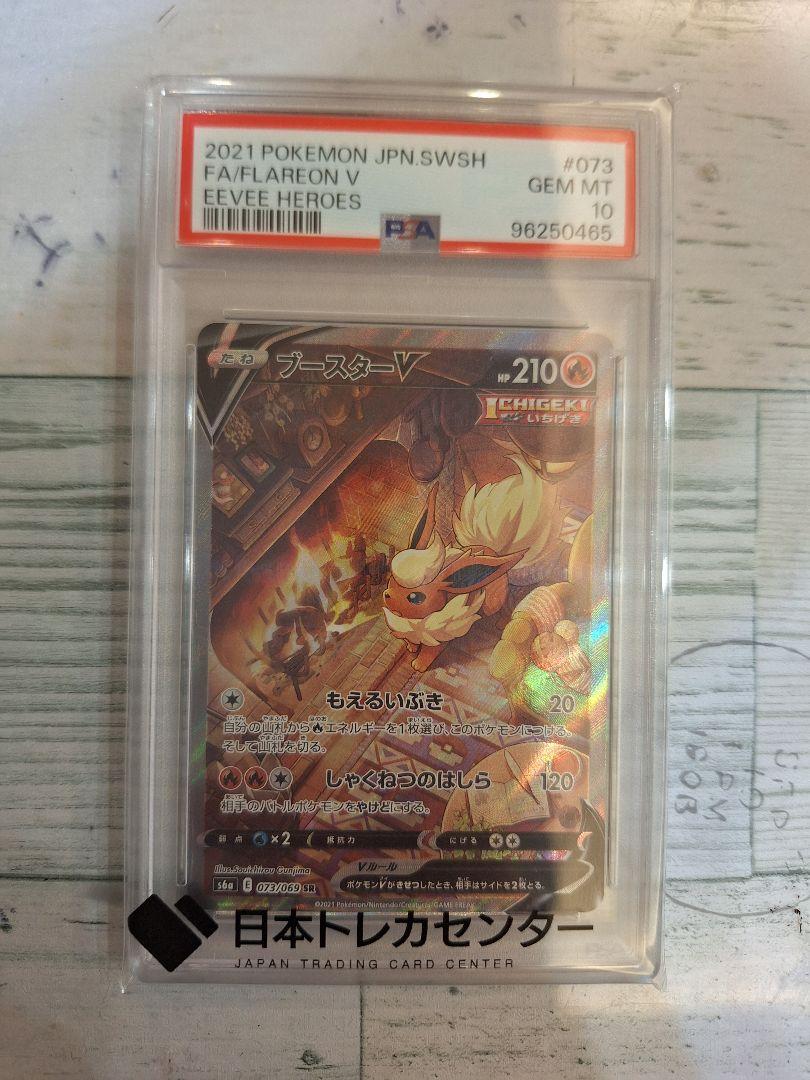 2021 POKEMON JPN.SWSH #073
FA/FLAREON V GEM MT
EEVEE HEROES 10
PSA 96250465
たね ブースターV HP 210
ICHIGEKI
いちげき
もえるいぶき 20
自分の山札から炎エネルギーを1枚選び、このポケモンにつける。
そして山札を切る。
しゃくねつのはしら 120
相手のバトルポケモンをやけどにする。
弱点 ×2 抵抗力 にげる
Illus. Souichirou Gunjima
Vルール
s6a E 073/069 SR
ポケモンVがきぜつしたとき、相手はサイドを2枚とる。
©2021 Pokémon/Nintendo/Creatures/GAME FREAK
日本トレカセンター
JAPAN TRADING CARD CENTER